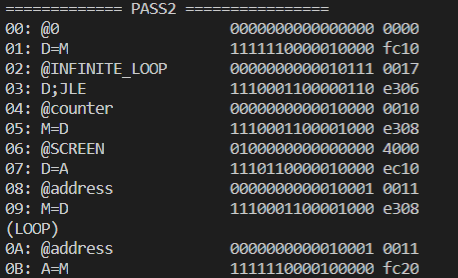 ============= PASS2 ================
00: @0 0000000000000000 0000
01: D=M 1111110000010000 fc10
02: @INFINITE_LOOP 0000000000010111 0017
03: D;JLE 1110001100000110 e306
04: @counter 0000000000010000 0010
05: M=D 1110001100001000 e308
06: @SCREEN 0100000000000000 4000
07: D=A 1110110000010000 ec10
08: @address 0000000000010001 0011
09: M=D 1110001100001000 e308
(LOOP)
0A: @address 0000000000010001 0011
0B: A=M 1111110000100000 fc20